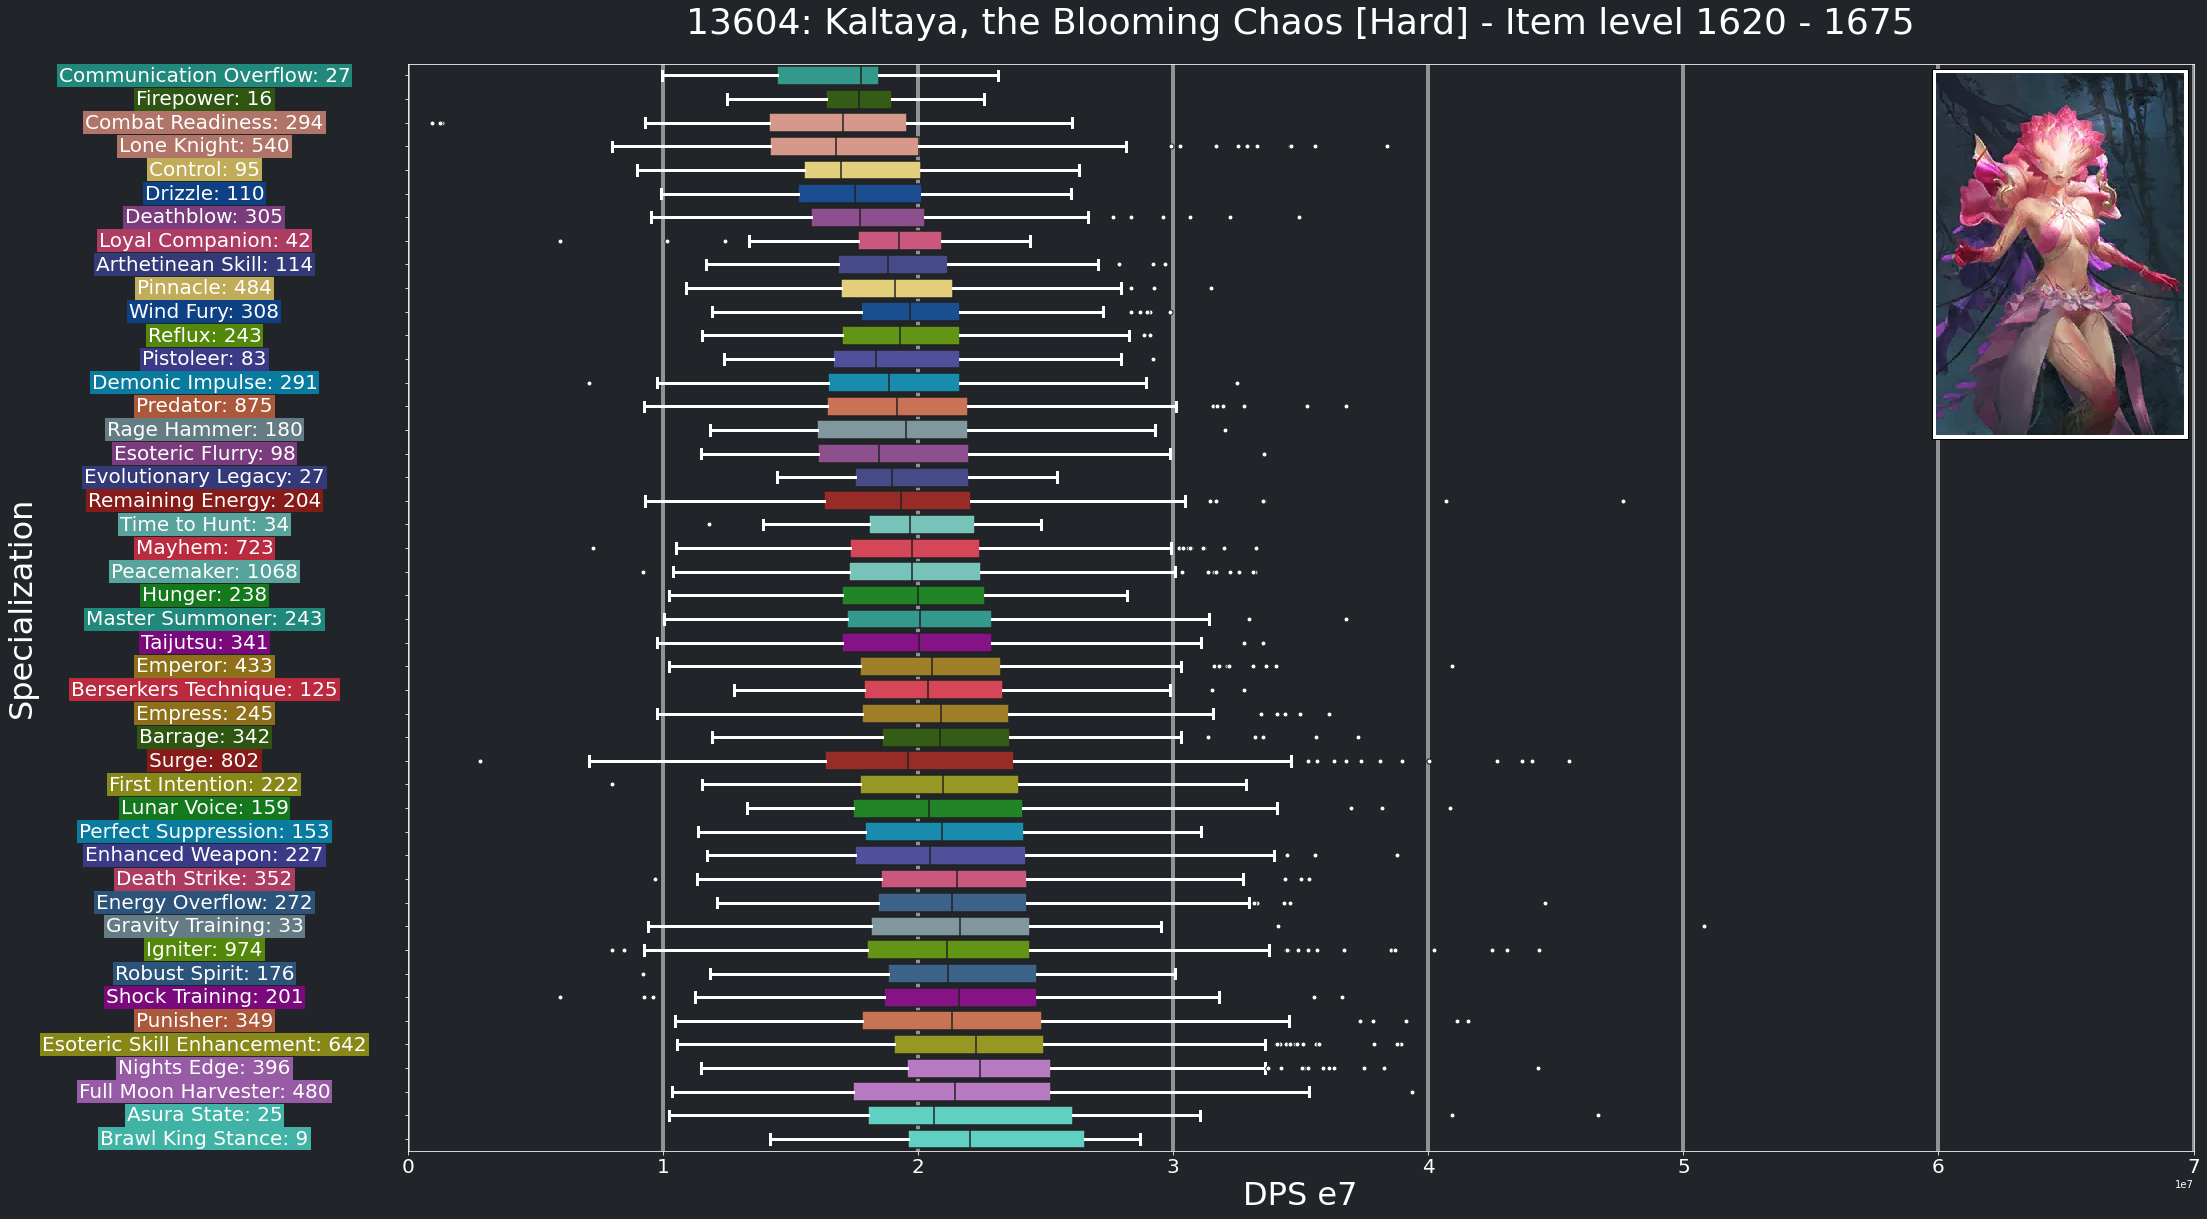 13604: Kaltaya, the Blooming Chaos [Hard] - Item level 1620 - 1675
Specialization
Communication Overflow: 27
Firepower: 16
Combat Readiness: 294
Lone Knight: 540
Control: 95
Drizzle: 110
Deathblow: 305
Loyal Companion: 42
Arthetinean Skill: 114
Pinnacle: 484
Wind Fury: 308
Reflux: 243
Pistoleer: 83
Demonic Impulse: 291
Predator: 875
Rage Hammer: 180
Esoteric Flurry: 98
Evolutionary Legacy: 27
Remaining Energy: 204
Time to Hunt: 34
Mayhem: 723
Peacemaker: 1068
Hunger: 238
Master Summoner: 243
Taijutsu: 341
Emperor: 433
Berserkers Technique: 125
Empress: 245
Barrage: 342
Surge: 802
First Intention: 222
Lunar Voice: 159
Perfect Suppression: 153
Enhanced Weapon: 227
Death Strike: 352
Energy Overflow: 272
Gravity Training: 33
Igniter: 974
Robust Spirit: 176
Shock Training: 201
Punisher: 349
Esoteric Skill Enhancement: 642
Nights Edge: 396
Full Moon Harvester: 480
Asura State: 25
Brawl King Stance: 9
0 1 2 3 4 5 6 7
1e7
DPS e7